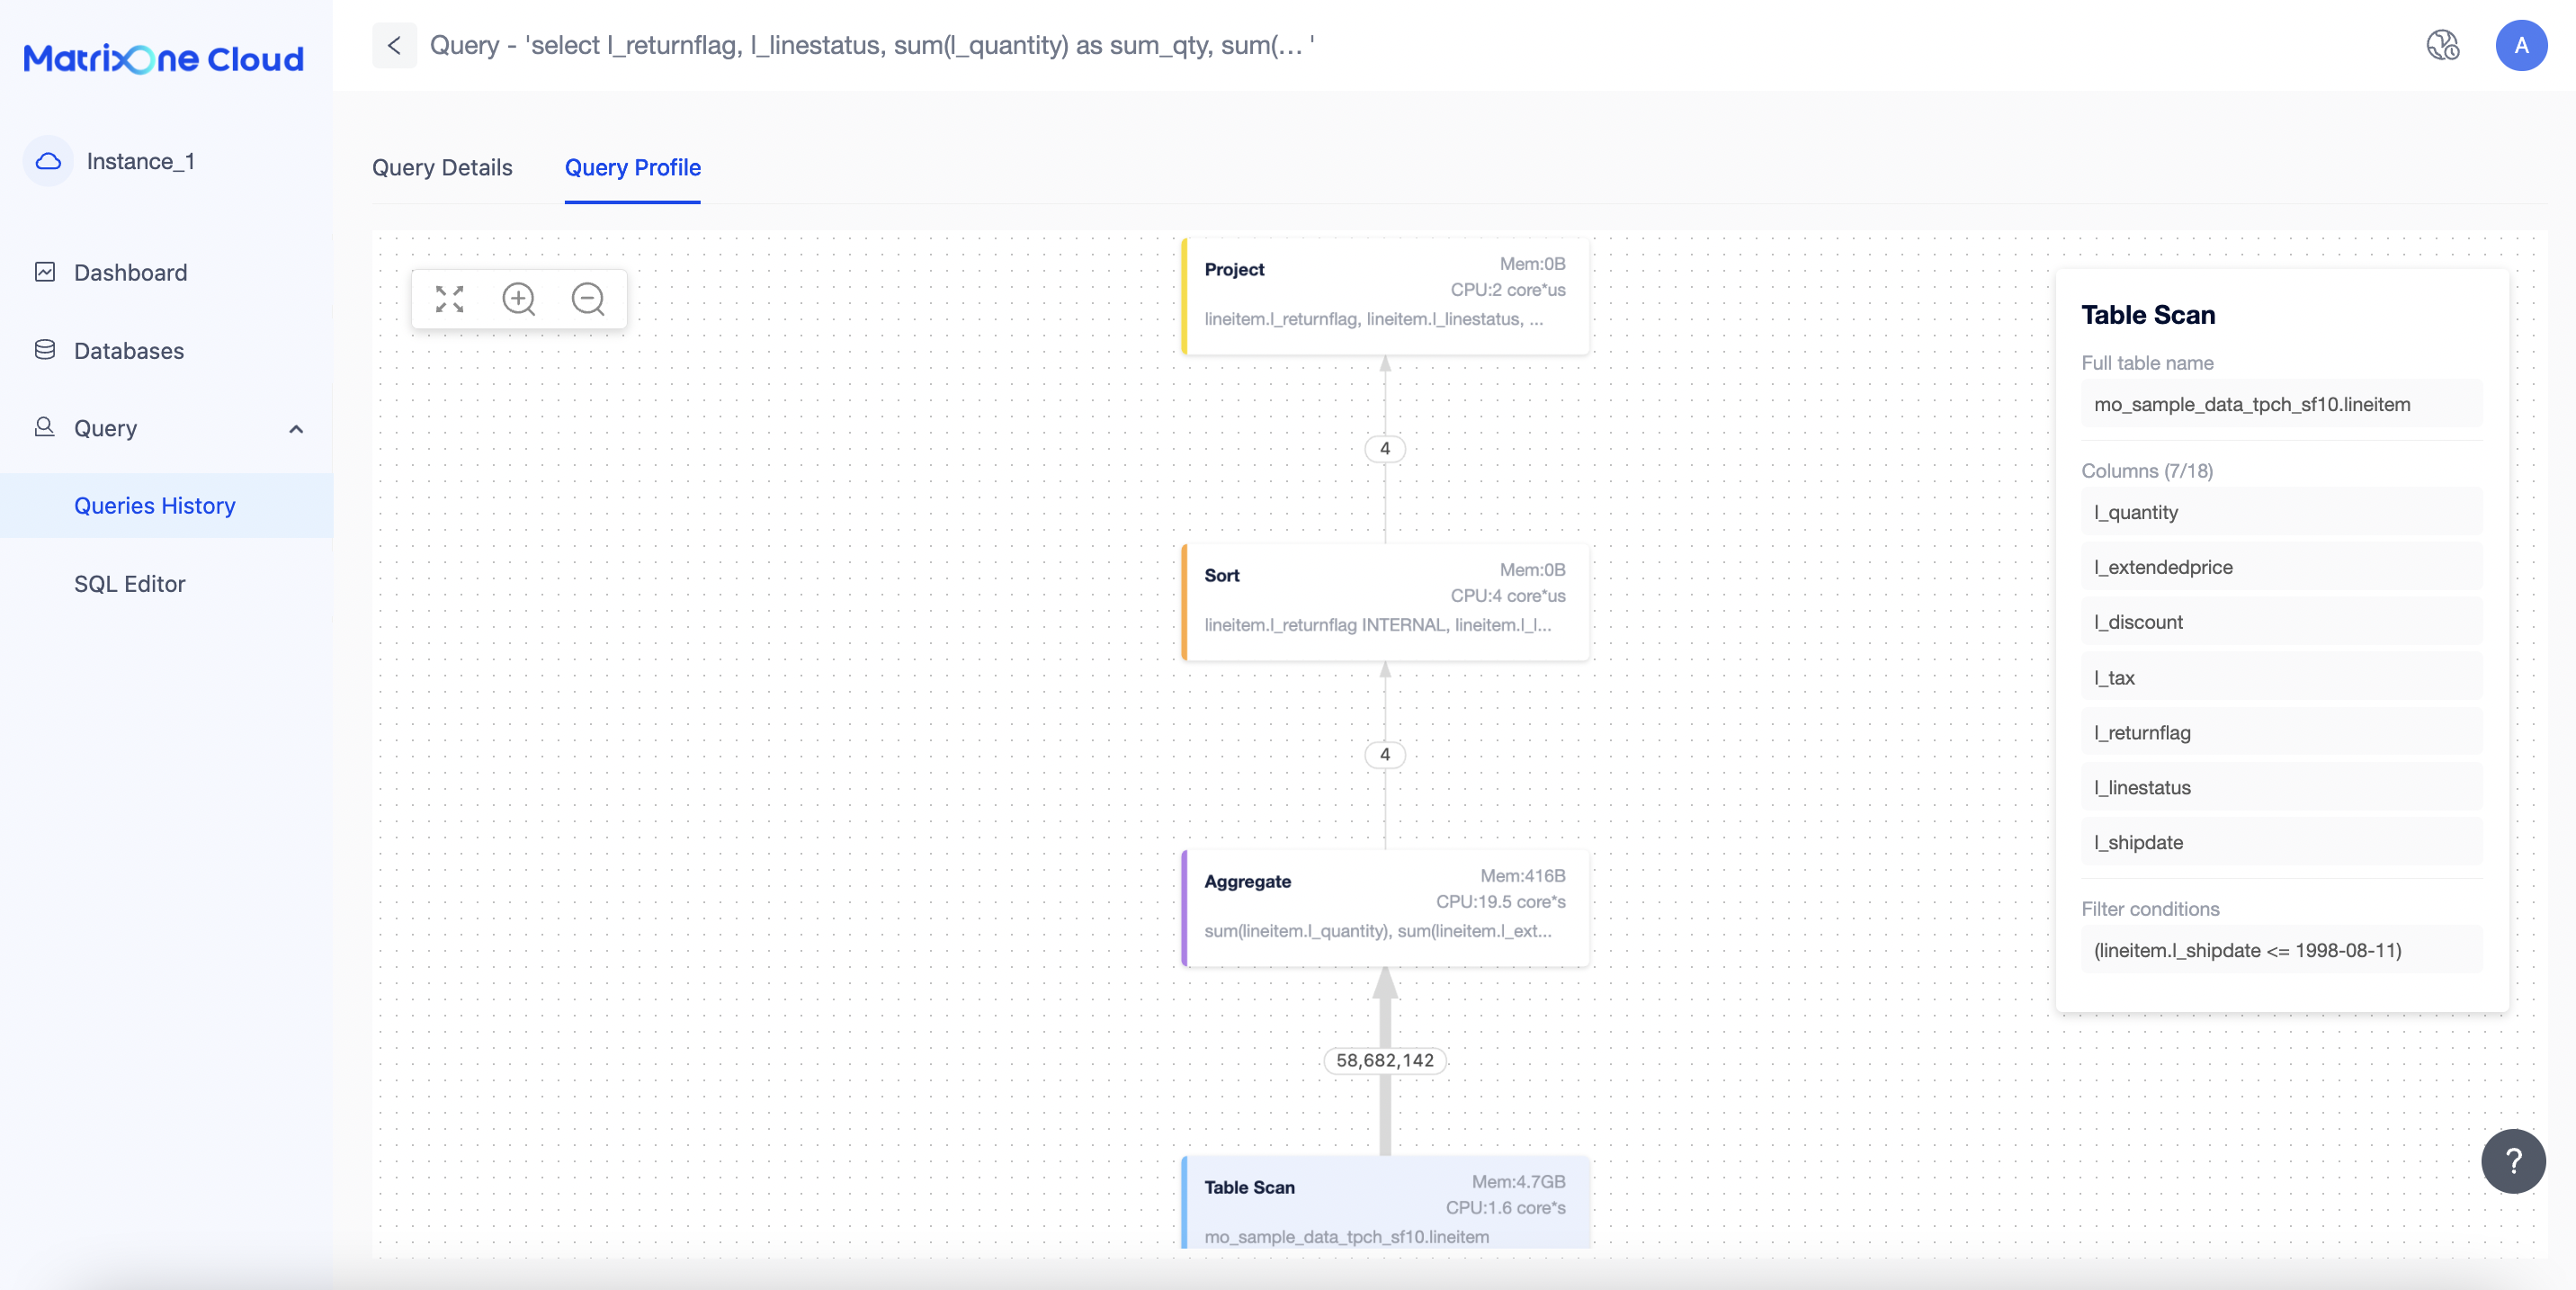 MatrixOne Cloud
Instance_1
Dashboard
Databases
Query
Queries History
SQL Editor
Query - 'select l_returnflag, l_linestatus, sum(l_quantity) as sum_qty, sum(... '
A
Query Details
Query Profile
Project
Mem:0B
CPU:2 core*us
lineitem.l_returnflag, lineitem.l_linestatus, ...
4
Sort
Mem:0B
CPU:4 core*us
lineitem.l_returnflag INTERNAL, lineitem.l_l...
4
Aggregate
Mem:416B
CPU:19.5 core*s
sum(lineitem.l_quantity), sum(lineitem.l_ext...
58,682,142
Table Scan
Mem:4.7GB
CPU:1.6 core*s
mo_sample_data_tpch_sf10.lineitem
Table Scan
Full table name
mo_sample_data_tpch_sf10.lineitem
Columns (7/18)
l_quantity
l_extendedprice
l_discount
l_tax
l_returnflag
l_linestatus
l_shipdate
Filter conditions
(lineitem.l_shipdate <= 1998-08-11)
?